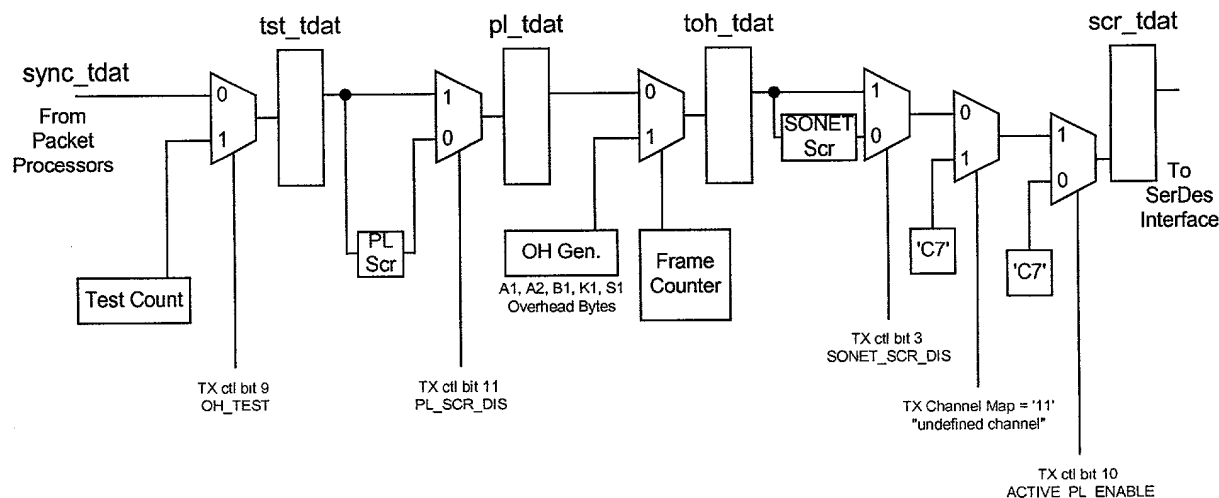 tst_tdat
pl_tdat
toh_tdat
scr_tdat
sync_tdat
From
Packet
Processors
0
1
1
0
0
1
1
0
0
1
1
0
SONET
Scr
PL
Scr
Test Count
OH Gen.
A1, A2, B1, K1, S1
Overhead Bytes
Frame
Counter
'C7'
'C7'
To
SerDes
Interface
TX ctl bit 9
OH_TEST
TX ctl bit 11
PL_SCR_DIS
TX ctl bit 3
SONET_SCR_DIS
TX Channel Map = '11'
"undefined channel"
TX ctl bit 10
ACTIVE_PL_ENABLE